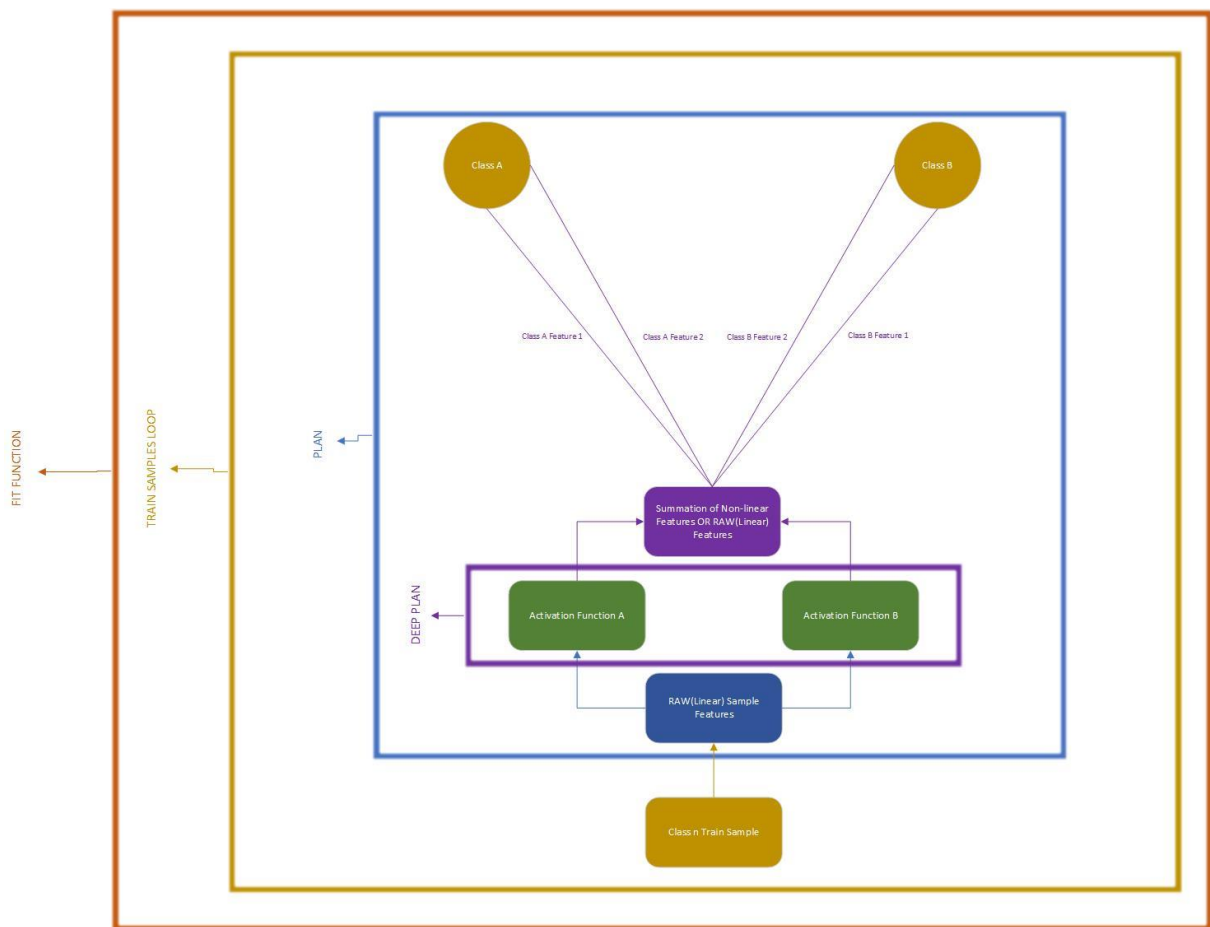 Class A
Class B
Class A Feature 1
Class A Feature 2
Class B Feature 2
Class B Feature 1
FIT FUNCTION
TRAIN SAMPLES LOOP
PLAN
Summation of Non-linear
Features OR RAW(Linear)
Features
DEEP PLAN
Activation Function A
Activation Function B
RAW(Linear) Sample
Features
Class n Train Sample